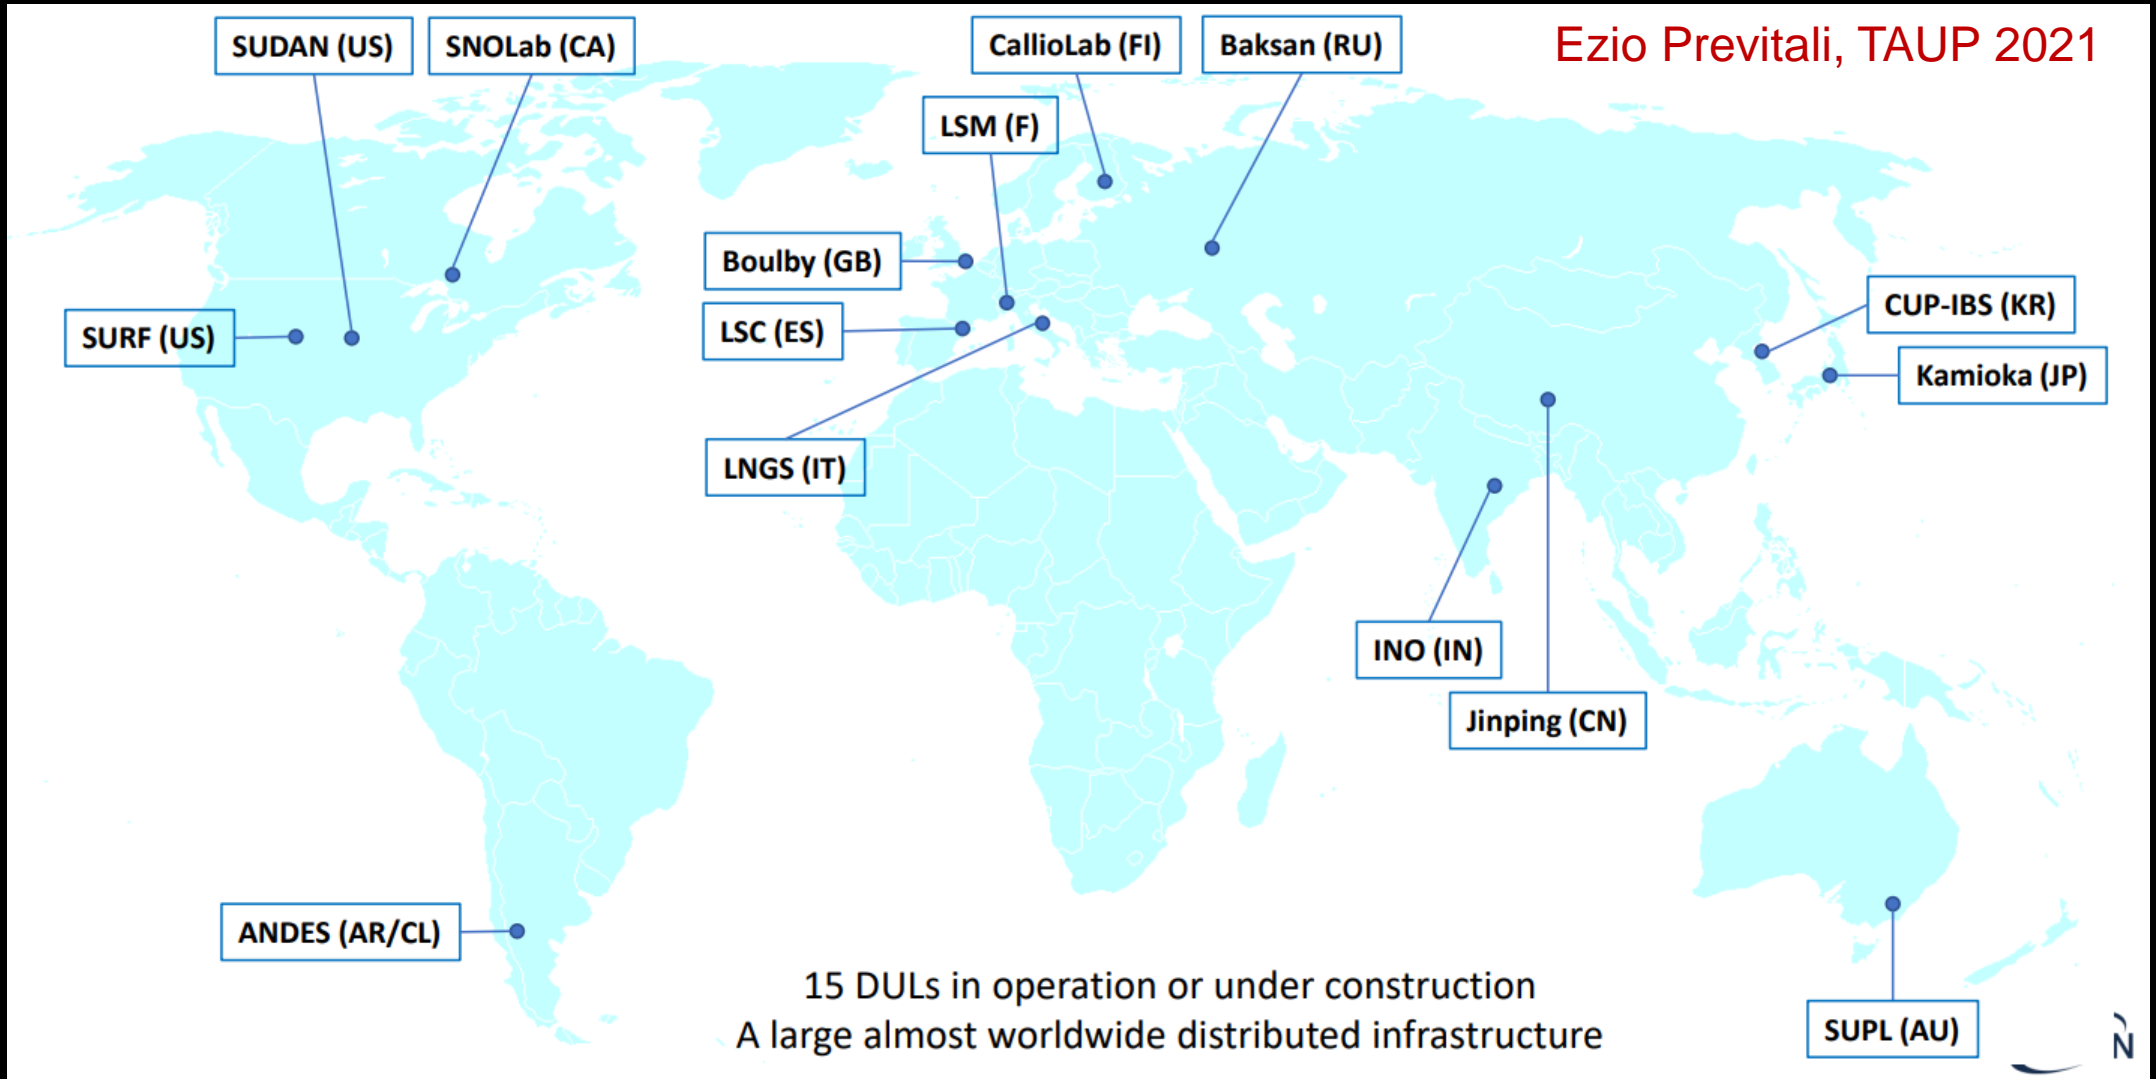 SUDAN (US)
SNOLab (CA)
CallioLab (FI)
Baksan (RU)
Ezio Previtali, TAUP 2021
LSM (F)
Boulby (GB)
CUP-IBS (KR)
SURF (US)
LSC (ES)
Kamioka (JP)
LNGS (IT)
INO (IN)
Jinping (CN)
ANDES (AR/CL)
15 DULs in operation or under construction
A large almost worldwide distributed infrastructure
SUPL (AU)
N